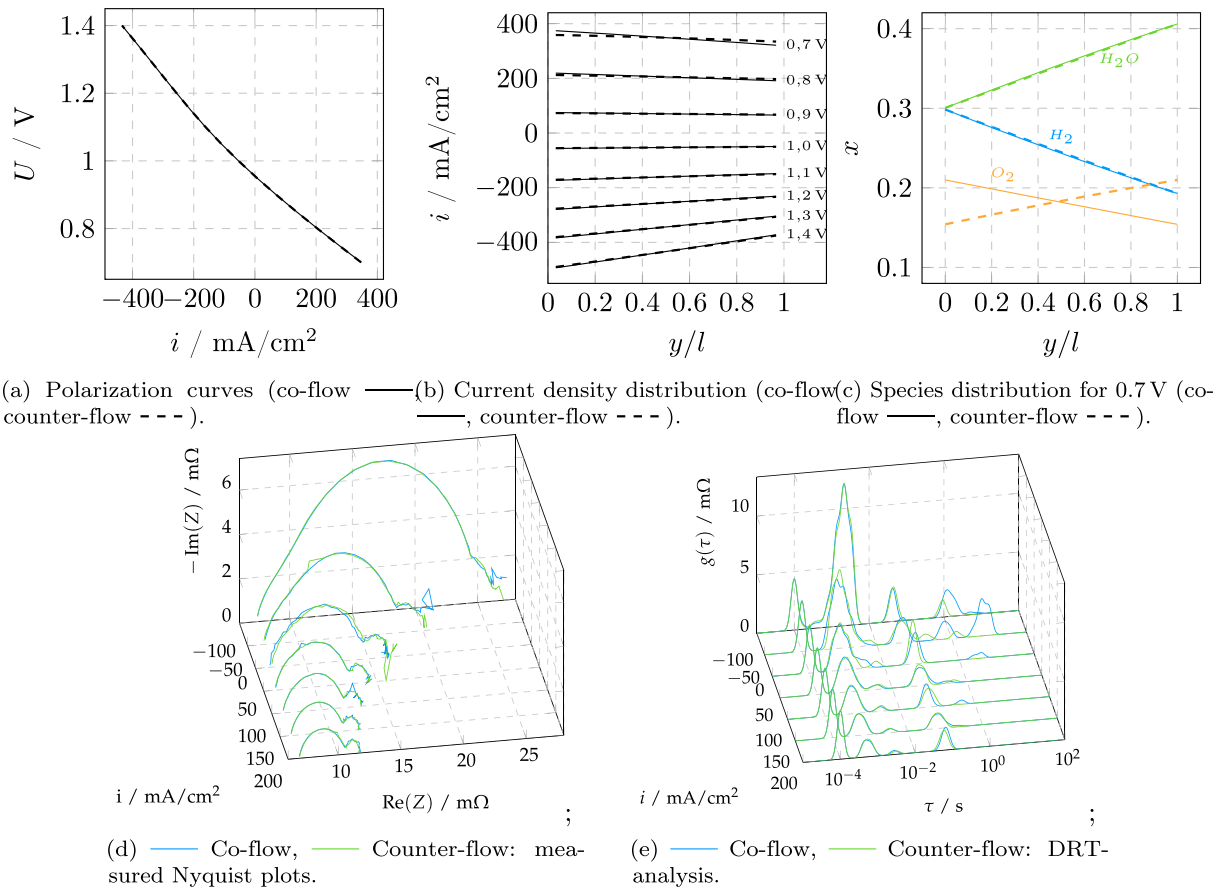 1.4
1.2
1
0.8
U / V
−400 −200 0 200 400
i / mA/cm²
400
200
0
−200
−400
i / mA/cm²
0,7 V
0,8 V
0,9 V
1,0 V
1,1 V
1,2 V
1,3 V
1,4 V
0 0.2 0.4 0.6 0.8 1
y/l
0.4
0.3
0.2
0.1
x
H₂O
H₂
O₂
0 0.2 0.4 0.6 0.8 1
y/l
(a) Polarization curves (co-flow ,
counter-flow ).
(b) Current density distribution (co-flow
, counter-flow ).
(c) Species distribution for 0.7 V (co-
flow , counter-flow ).
−Im(Z) / mΩ
6
4
2
0
−100
−50
0
50
100
150
200
10 15 20 25
i / mA/cm²
Re(Z) / mΩ
;
g(τ) / mΩ
10
5
0
−100
−50
0
50
100
150
200
10⁻⁴ 10⁻² 10⁰ 10²
i / mA/cm²
τ / s
;
(d) Co-flow, Counter-flow: mea-
sured Nyquist plots.
(e) Co-flow, Counter-flow: DRT-
analysis.